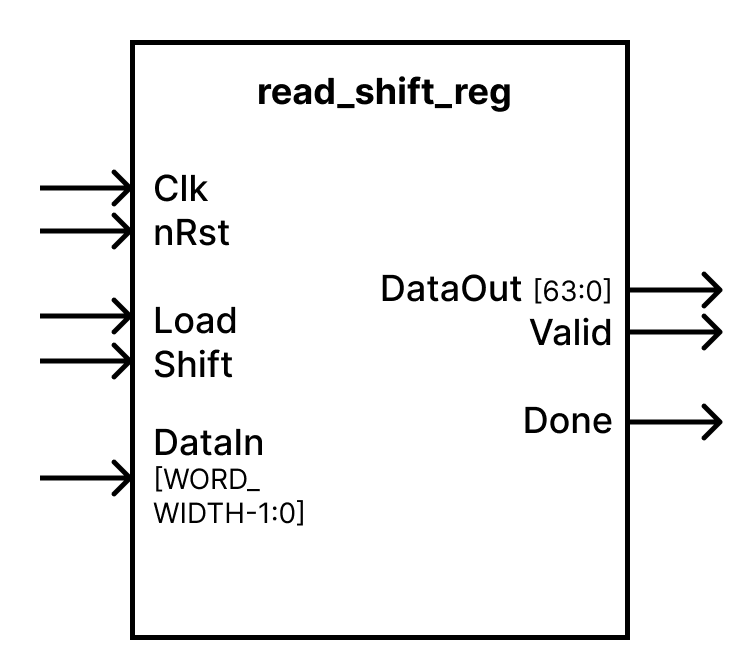 read_shift_reg
Clk
nRst
Load
Shift
DataIn
[WORD_
WIDTH-1:0]
DataOut [63:0]
Valid
Done